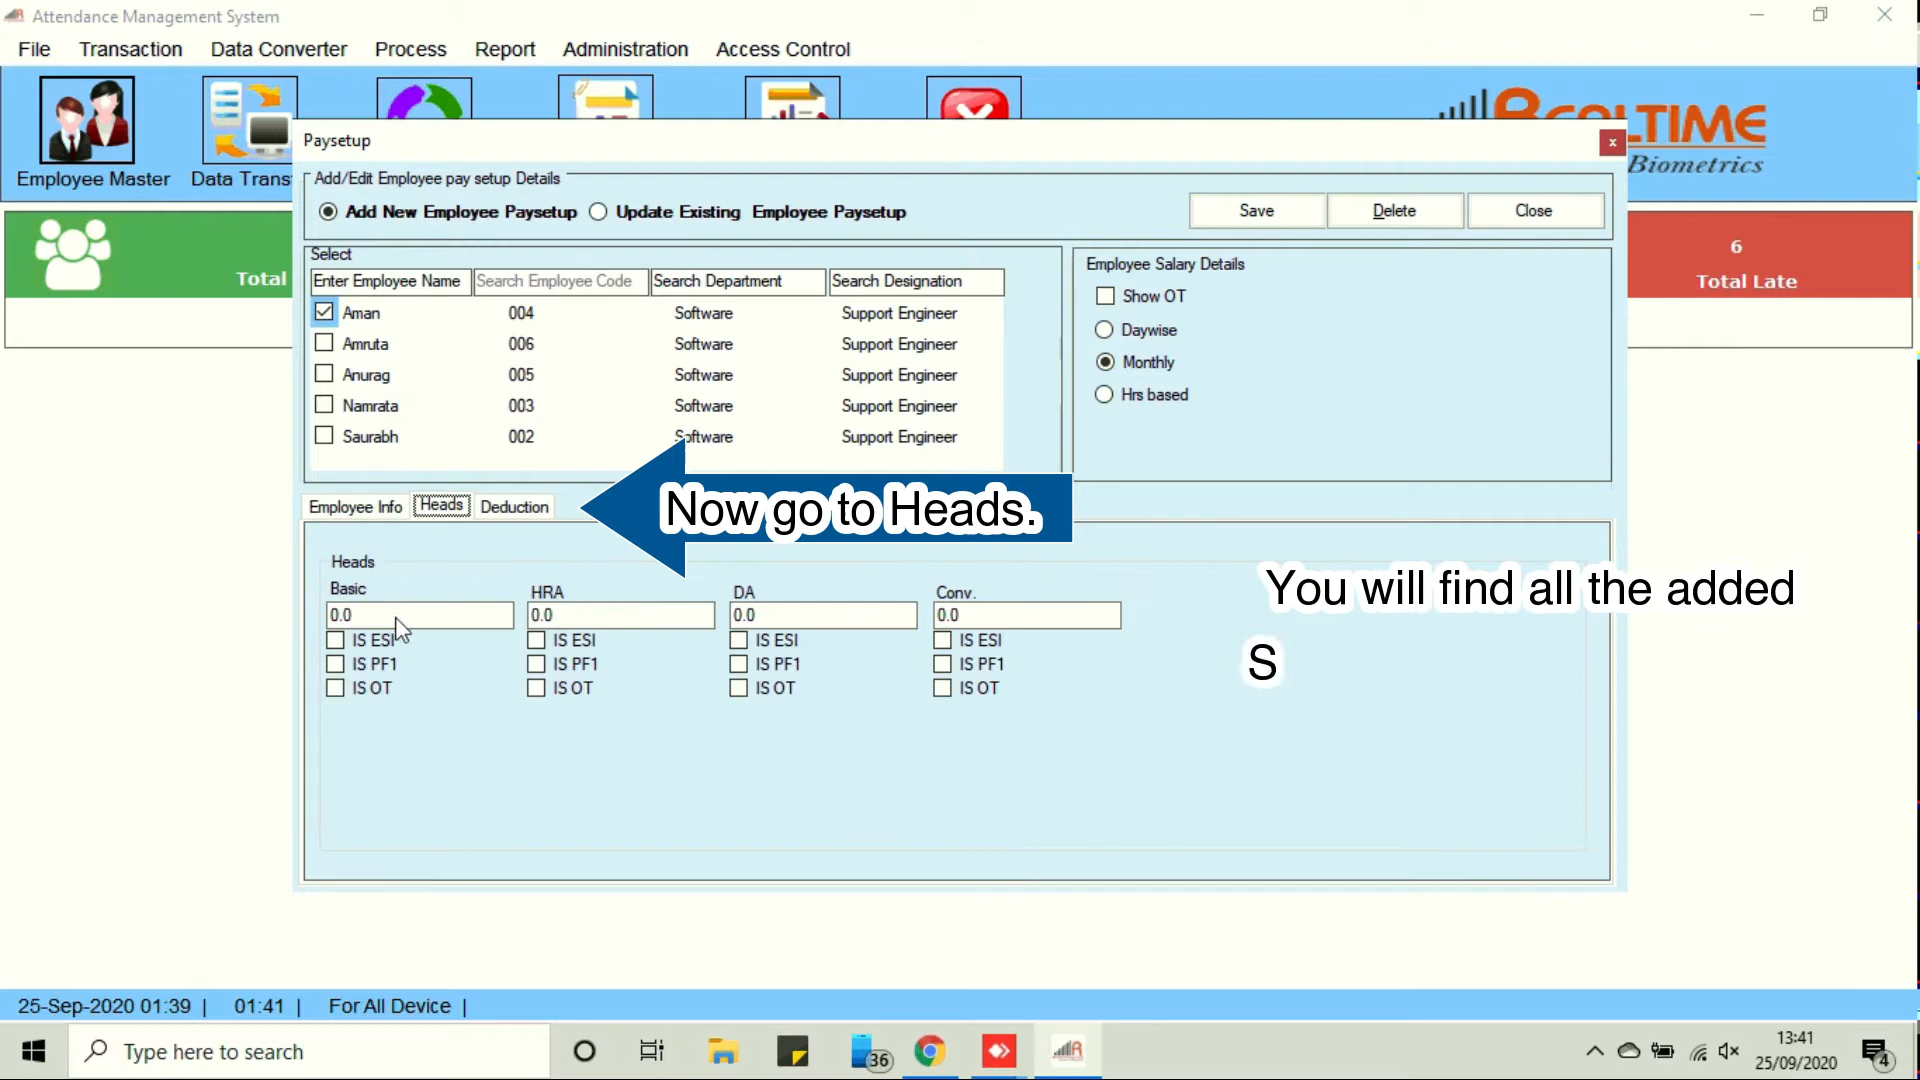 Attendance Management System
File Transaction Data Converter Process Report Administration Access Control
Employee Master
REALTIME
Biometrics
Paysetup
x
Add/Edit Employee pay setup Details
Add New Employee Paysetup Update Existing Employee Paysetup
Save Delete Close
Total
6
Total Late
Select
Enter Employee Name Search Employee Code Search Department Search Designation
Aman 004 Software Support Engineer
Amruta 006 Software Support Engineer
Anurag 005 Software Support Engineer
Namrata 003 Software Support Engineer
Saurabh 002 Software Support Engineer
Employee Salary Details
Show OT
Daywise
Monthly
Hrs based
Employee Info Heads Deduction
Now go to Heads.
Heads
Basic HRA DA Conv.
0.0 0.0 0.0 0.0
IS ESI IS ESI IS ESI IS ESI
IS PF1 IS PF1 IS PF1 IS PF1
IS OT IS OT IS OT IS OT
You will find all the added
S
25-Sep-2020 01:39 | 01:41 | For All Device |
Type here to search
36
13:41
25/09/2020
4